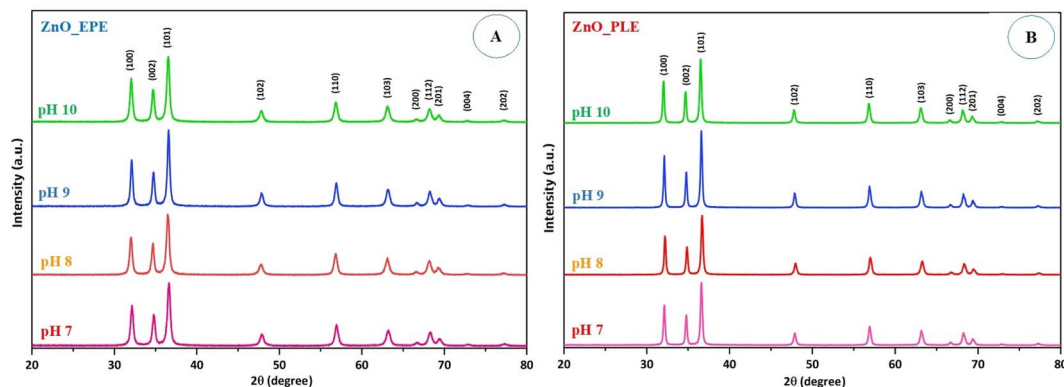 ZnO_EPE
A
(100)
(002)
(101)
(102)
(110)
(103)
(200)
(112)
(201)
(004)
(202)
pH 10
pH 9
pH 8
pH 7
Intensity (a.u.)
20 30 40 50 60 70 80
2θ (degree)
ZnO_PLE
B
(100)
(002)
(101)
(102)
(110)
(103)
(200)
(112)
(201)
(004)
(202)
pH 10
pH 9
pH 8
pH 7
Intensity (a.u.)
20 30 40 50 60 70 80
2θ (degree)